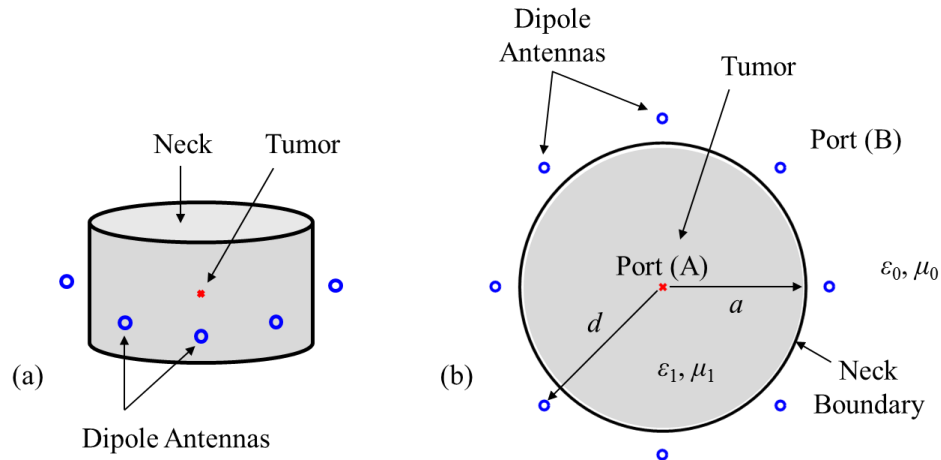 Neck
Tumor
Dipole Antennas
(a)
Dipole
Antennas
Tumor
Port (B)
Port (A)
ε0, μ0
a
d
ε1, μ1
Neck
Boundary
(b)